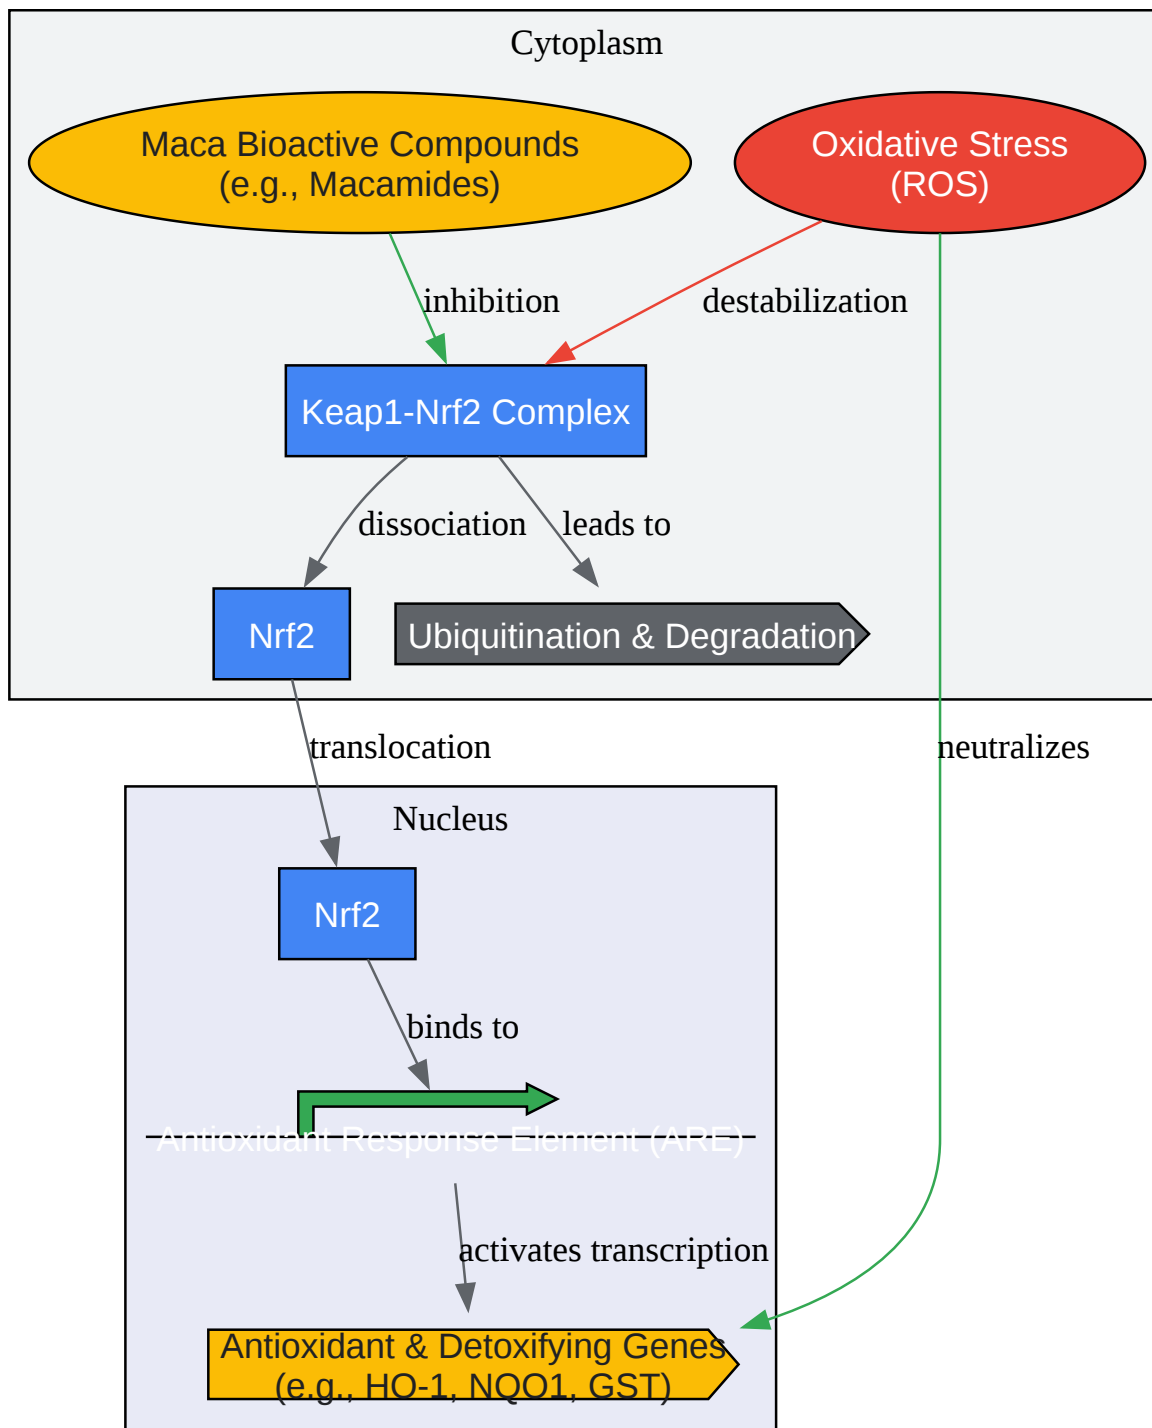 Cytoplasm
Maca Bioactive Compounds
(e.g., Macamides)
Oxidative Stress
(ROS)
inhibition
destabilization
Keap1-Nrf2 Complex
dissociation
leads to
Nrf2
Ubiquitination & Degradation
translocation
neutralizes
Nucleus
Nrf2
binds to
Antioxidant Response Element (ARE)
activates transcription
Antioxidant & Detoxifying Genes
(e.g., HO-1, NQO1, GST)